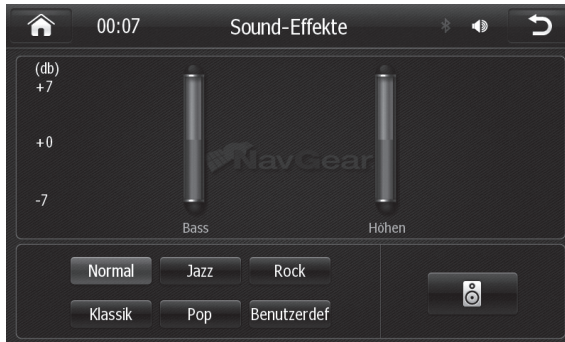 00:07 Sound-Effekte
(db)
+7
+0
-7
NavGear
Bass Höhen
Normal Jazz Rock
Klassik Pop Benutzerdef